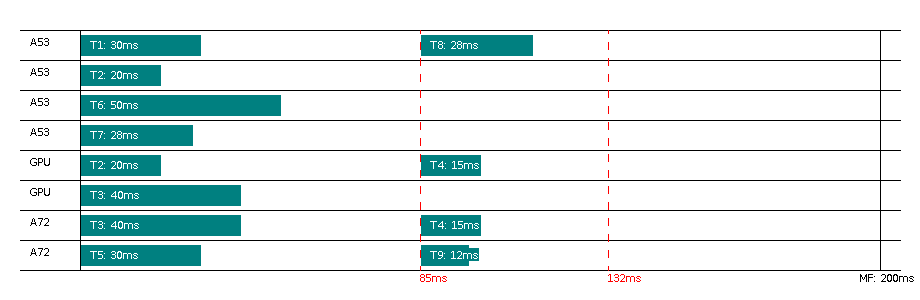 A53 T1: 30ms T8: 28ms
A53 T2: 20ms
A53 T6: 50ms
A53 T7: 28ms
GPU T2: 20ms T4: 15ms
GPU T3: 40ms
A72 T3: 40ms T4: 15ms
A72 T5: 30ms T9: 12ms
85ms 132ms MF: 200ms